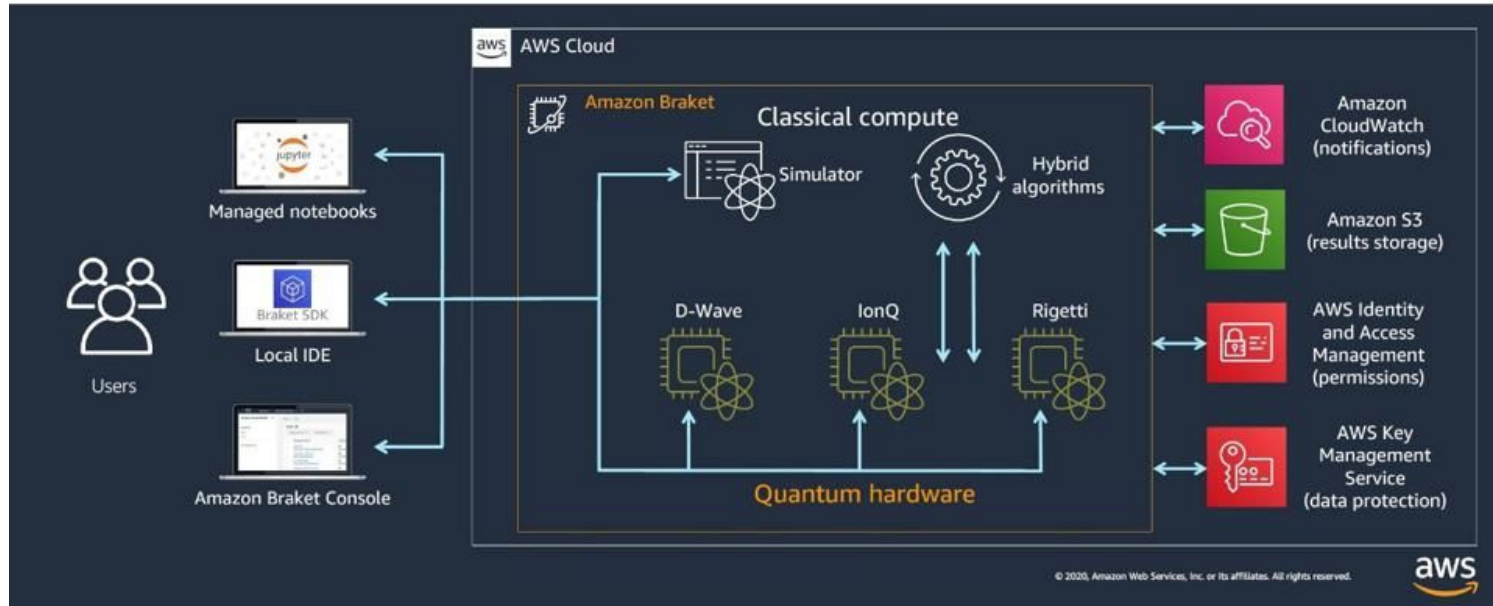 aws
AWS Cloud
Amazon Braket
Classical compute
Simulator
Hybrid
algorithms
jupyter
Managed notebooks
Braket SDK
Local IDE
Users
Amazon Braket Console
D-Wave
IonQ
Rigetti
Quantum hardware
Amazon
CloudWatch
(notifications)
Amazon S3
(results storage)
AWS Identity
and Access
Management
(permissions)
AWS Key
Management
Service
(data protection)
© 2020, Amazon Web Services, Inc. or its affiliates. All rights reserved.
aws